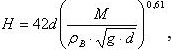 H = 42d(M / (ρ_B · √(g · d)))^0,61,